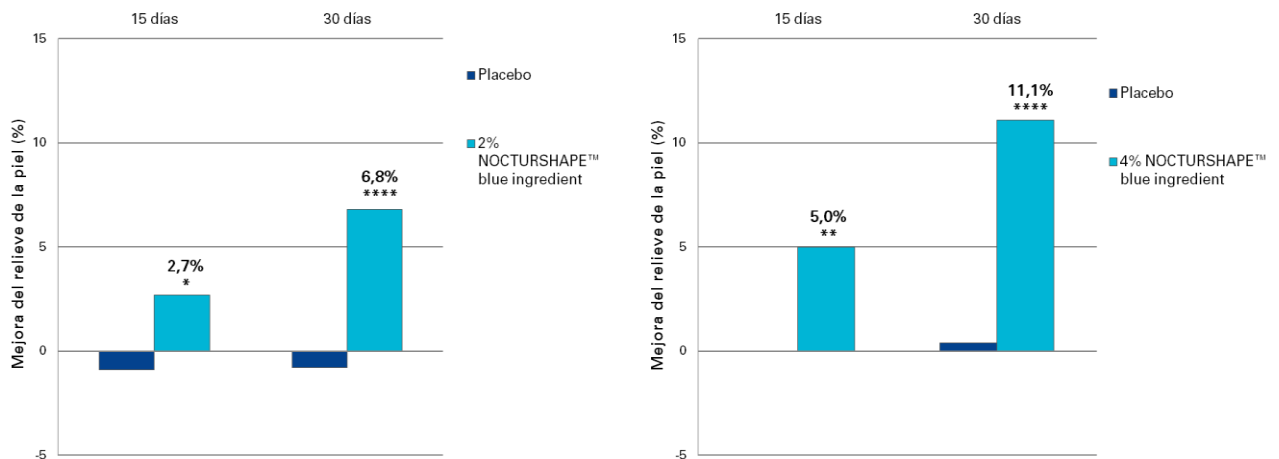 15 días
30 días
Mejora del relieve de la piel (%)
15
10
5
0
-5
2,7%
*
6,8%
****
Placebo
2%
NOCTURSHAPE™
blue ingredient
15 días
30 días
Mejora del relieve de la piel (%)
15
10
5
0
-5
5,0%
**
11,1%
****
Placebo
4% NOCTURSHAPE™
blue ingredient